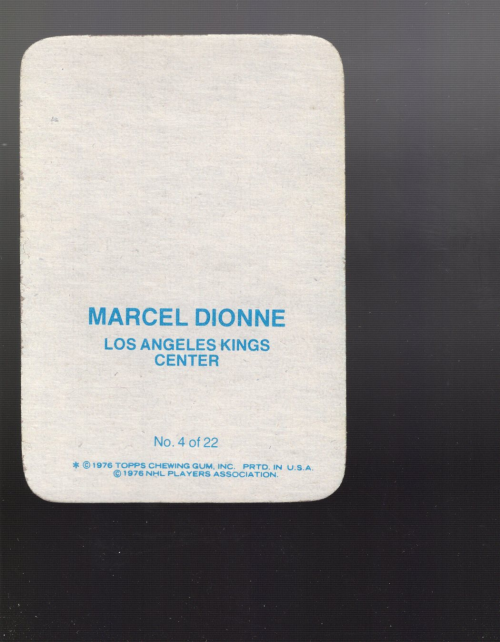 MARCEL DIONNE
LOS ANGELES KINGS
CENTER
No. 4 of 22
* © 1976 TOPPS CHEWING GUM, INC. PRTD. IN U.S.A.
© 1976 NHL PLAYERS ASSOCIATION.